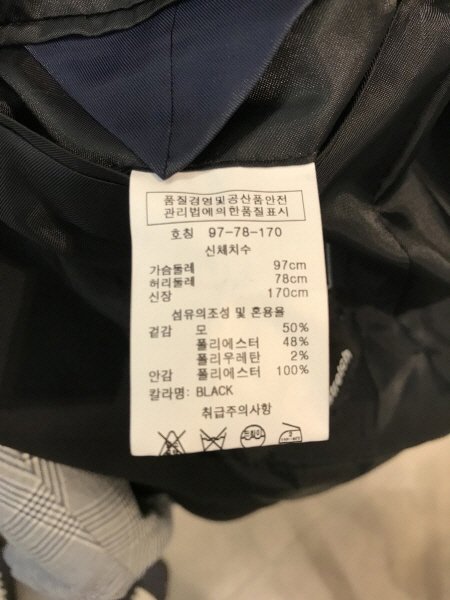 품질경영및공산품안전
관리법에의한품질표시
호칭 97-78-170
신체치수
가슴둘레 97cm
허리둘레 78cm
신장 170cm
섬유의조성 및 혼용율
겉감 모 50%
폴리에스터 48%
폴리우레탄 2%
안감 폴리에스터 100%
칼라명: BLACK
취급주의사항
드라이